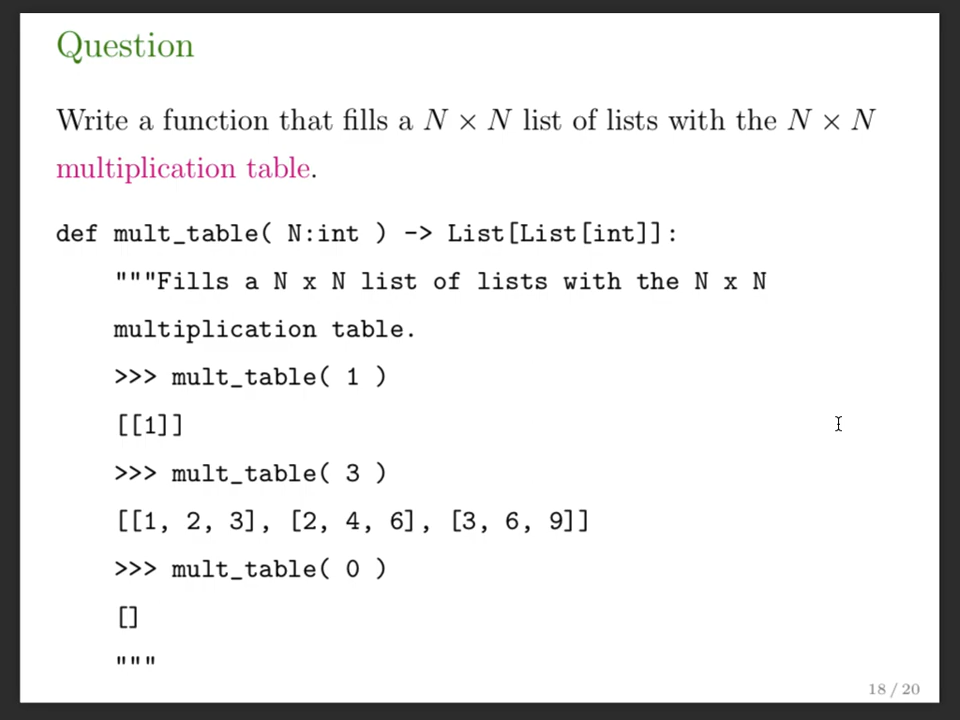 Question
Write a function that fills a N × N list of lists with the N × N
multiplication table.
def mult_table( N:int ) -> List[List[int]]:
"""Fills a N x N list of lists with the N x N
multiplication table.
>>> mult_table( 1 )
[[1]]
>>> mult_table( 3 )
[[1, 2, 3], [2, 4, 6], [3, 6, 9]]
>>> mult_table( 0 )
[]
"""
18 / 20